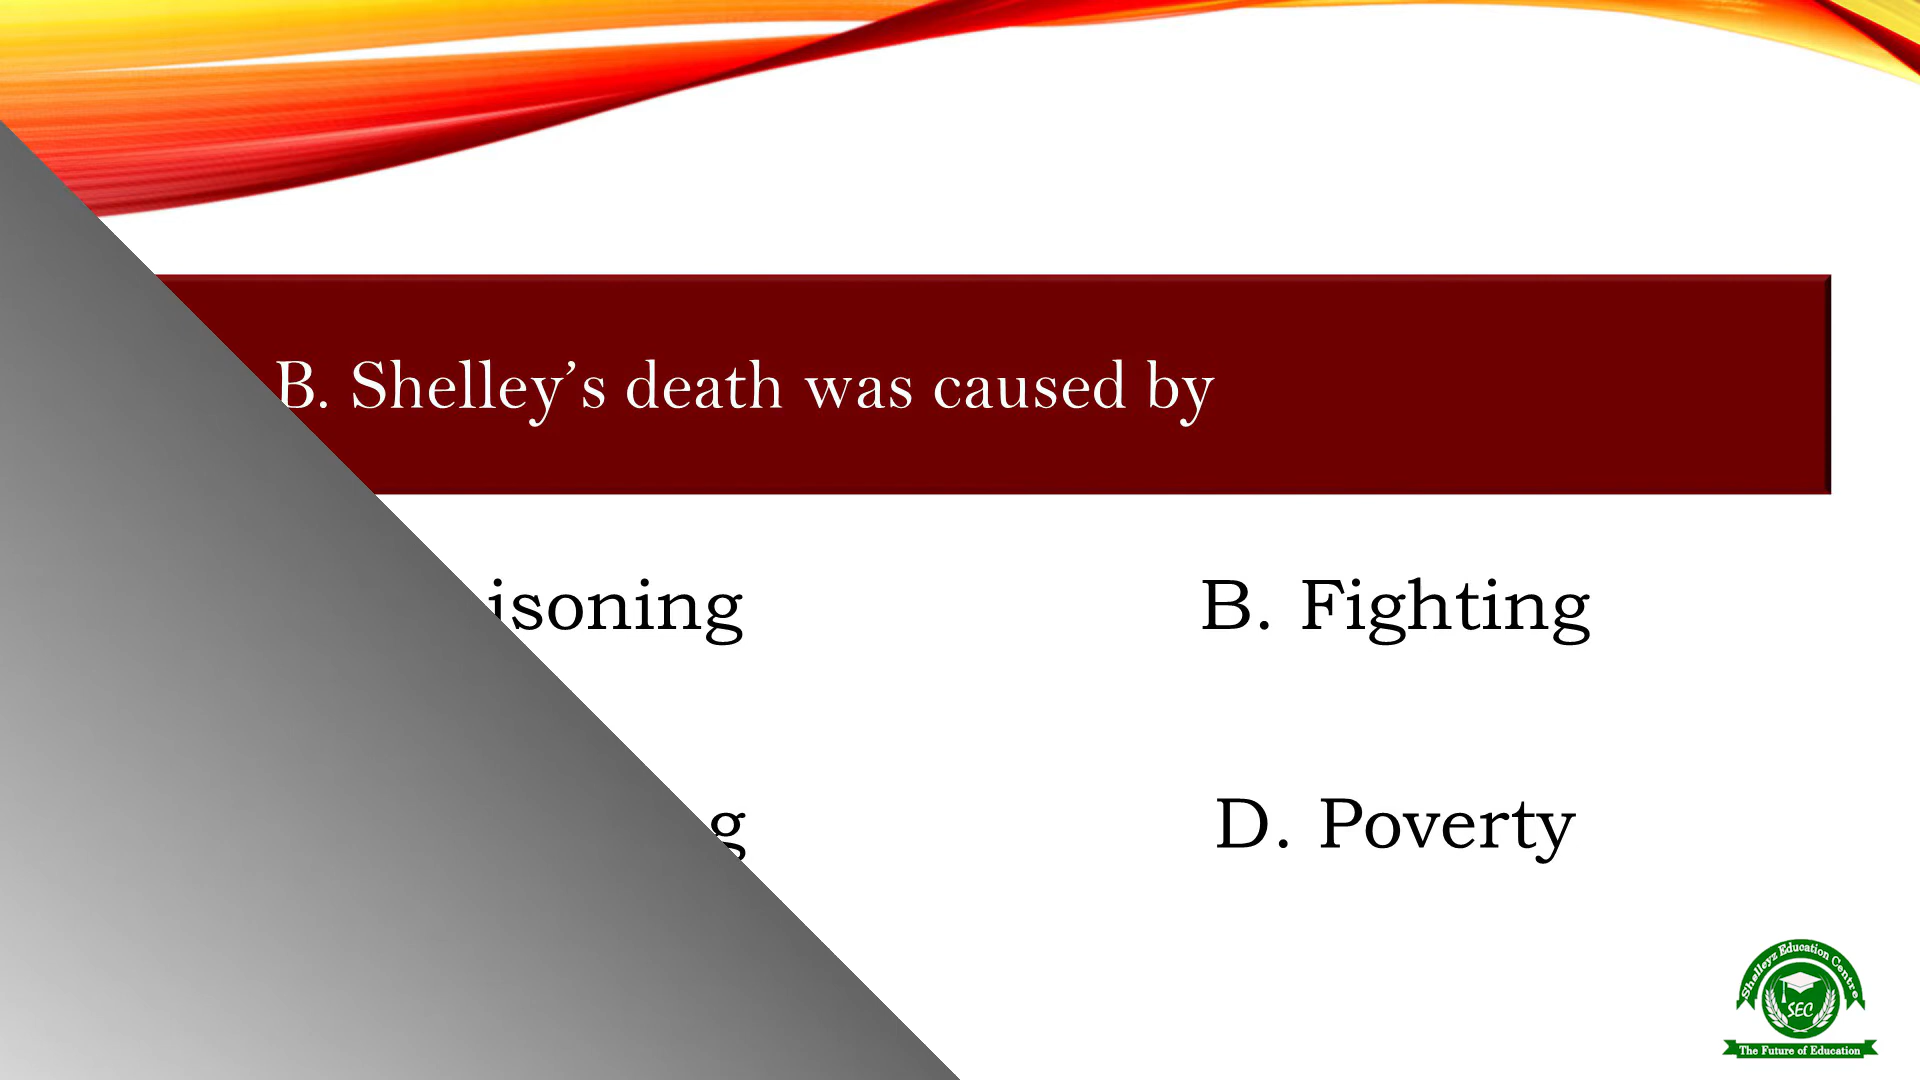 B. Shelley’s death was caused by
isoning
B. Fighting
g
D. Poverty
Shelleyz Education Centre
SEC
The Future of Education